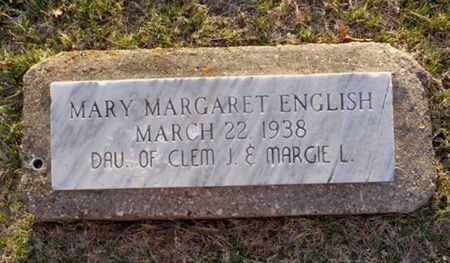 MARY MARGARET ENGLISH
MARCH 22, 1938
DAU. OF CLEM J. & MARGIE L.